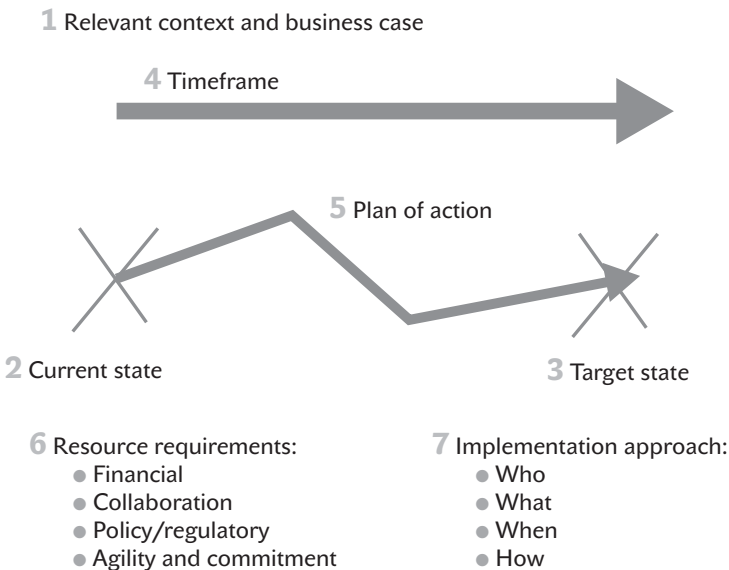 1 Relevant context and business case
4 Timeframe
5 Plan of action
2 Current state
3 Target state
6 Resource requirements:
● Financial
● Collaboration
● Policy/regulatory
● Agility and commitment
7 Implementation approach:
● Who
● What
● When
● How